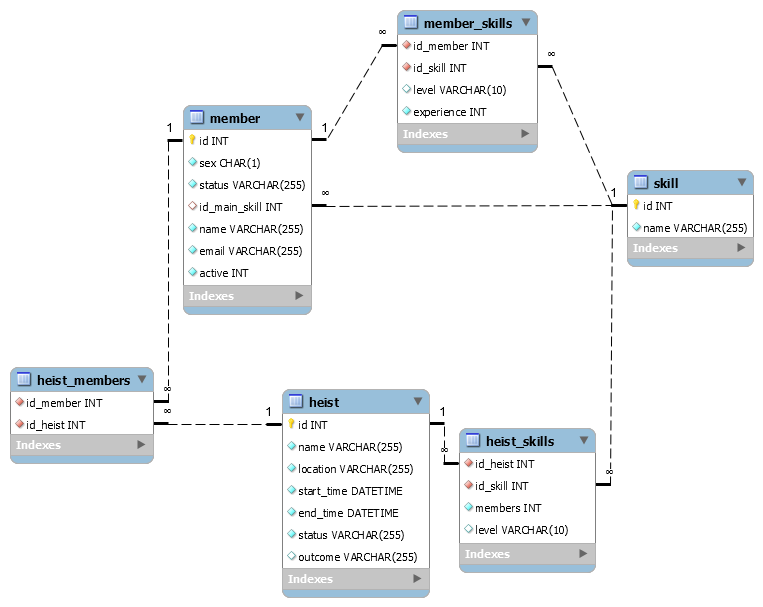 member_skills
id_member INT
id_skill INT
level VARCHAR(10)
experience INT
Indexes
∞
∞
member
id INT
sex CHAR(1)
status VARCHAR(255)
id_main_skill INT
name VARCHAR(255)
email VARCHAR(255)
active INT
Indexes
1
1
∞
skill
id INT
name VARCHAR(255)
Indexes
1
heist_members
id_member INT
id_heist INT
Indexes
∞
∞
heist
id INT
name VARCHAR(255)
location VARCHAR(255)
start_time DATETIME
end_time DATETIME
status VARCHAR(255)
outcome VARCHAR(255)
Indexes
1
1
heist_skills
id_heist INT
id_skill INT
members INT
level VARCHAR(10)
Indexes
∞
∞